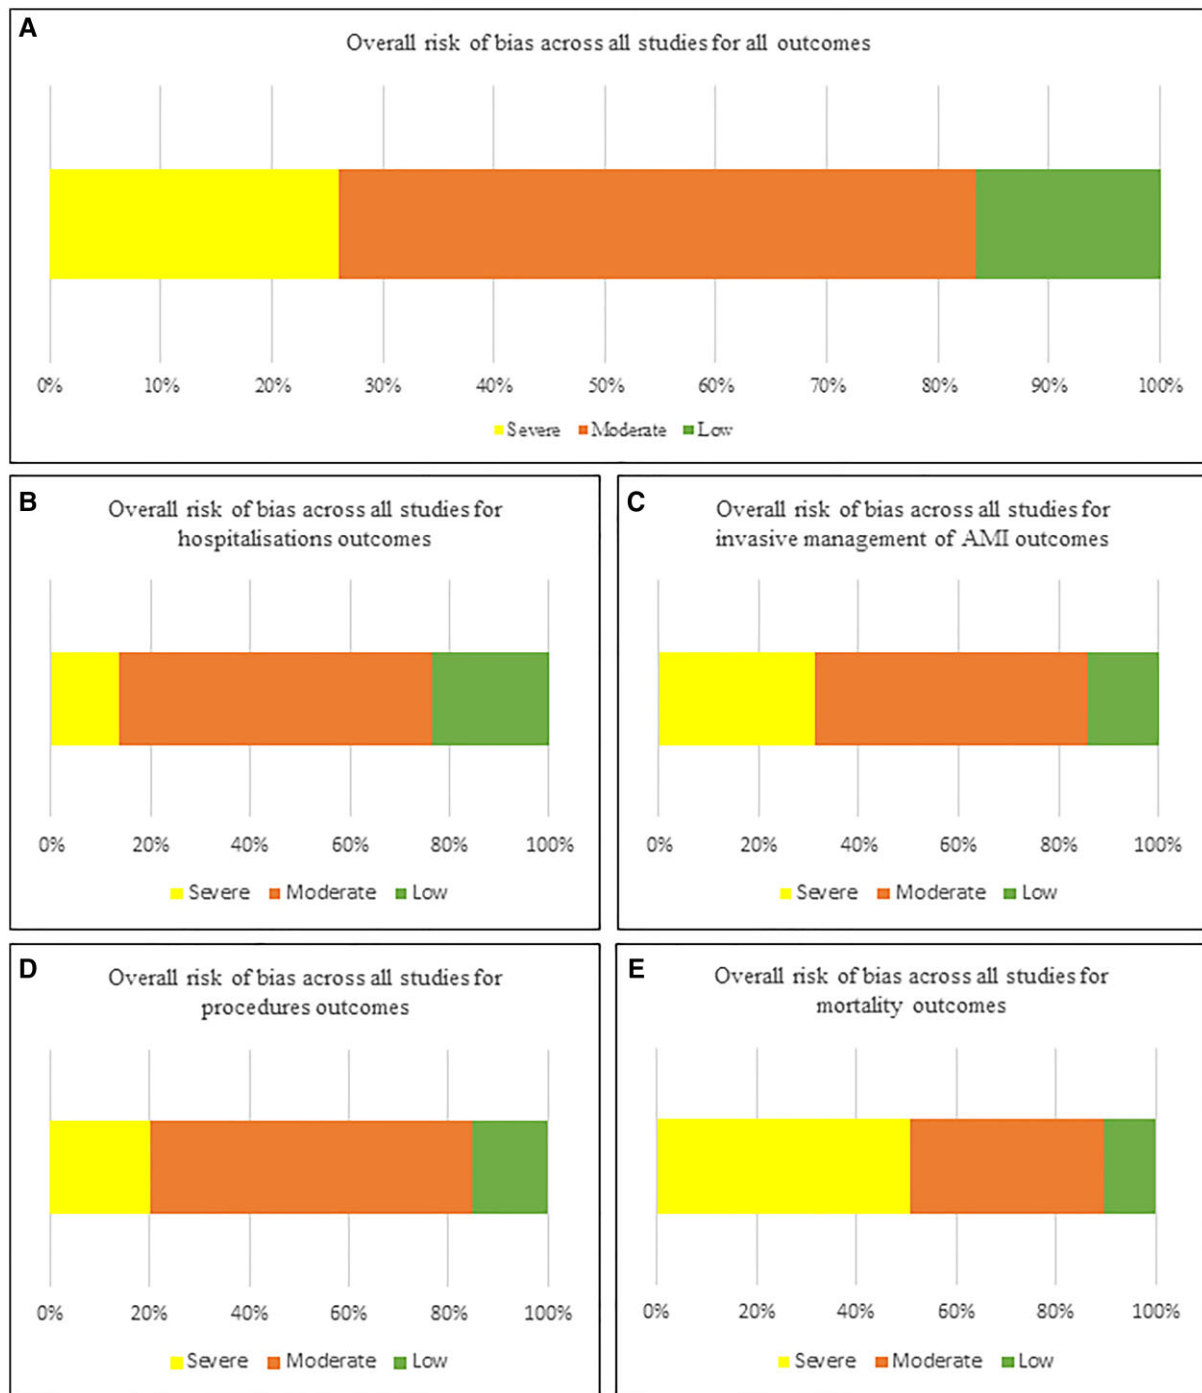 A
Overall risk of bias across all studies for all outcomes
0% 10% 20% 30% 40% 50% 60% 70% 80% 90% 100%
Severe Moderate Low
B
Overall risk of bias across all studies for
hospitalisations outcomes
0% 20% 40% 60% 80% 100%
Severe Moderate Low
C
Overall risk of bias across all studies for
invasive management of AMI outcomes
0% 20% 40% 60% 80% 100%
Severe Moderate Low
D
Overall risk of bias across all studies for
procedures outcomes
0% 20% 40% 60% 80% 100%
Severe Moderate Low
E
Overall risk of bias across all studies for
mortality outcomes
0% 20% 40% 60% 80% 100%
Severe Moderate Low